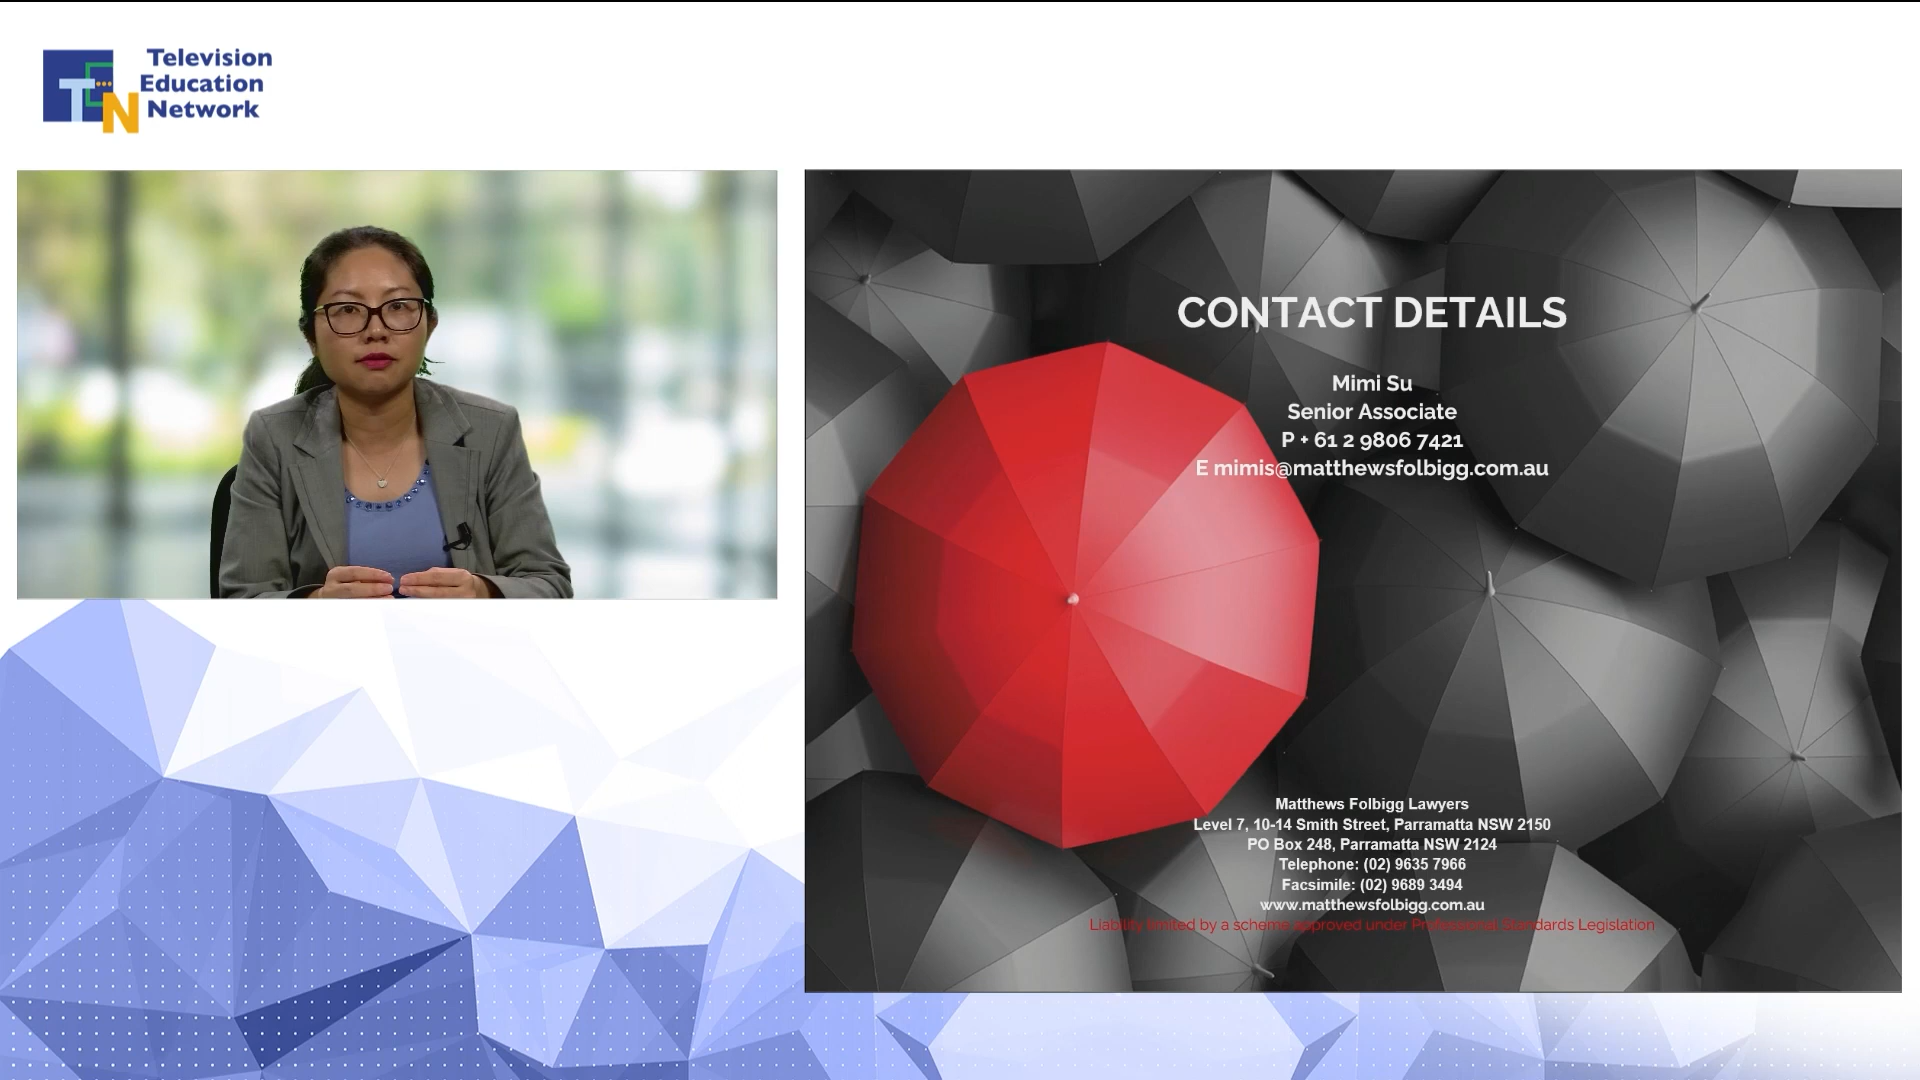 Television
Education
Network
TEN
CONTACT DETAILS
Mimi Su
Senior Associate
P + 61 2 9806 7421
E mimis@matthewsfolbigg.com.au
Matthews Folbigg Lawyers
Level 7, 10-14 Smith Street, Parramatta NSW 2150
PO Box 248, Parramatta NSW 2124
Telephone: (02) 9635 7966
Facsimile: (02) 9689 3494
www.matthewsfolbigg.com.au
Liability limited by a scheme approved under Professional Standards Legislation